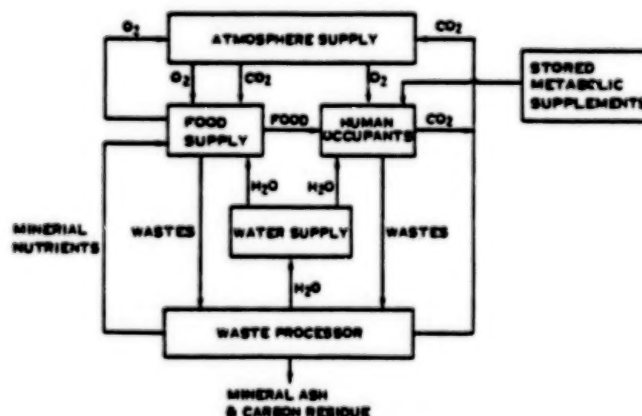 O₂
CO₂
ATMOSPHERE SUPPLY
O₂
CO₂
O₂
STORED
METABOLIC
SUPPLEMENTS
FOOD
SUPPLY
FOOD
HUMAN
OCCUPANTS
CO₂
H₂O
H₂O
MINERIAL
NUTRIENTS
WASTES
WATER SUPPLY
WASTES
H₂O
WASTE PROCESSOR
MINERAL ASH
& CARBON RESIDUE